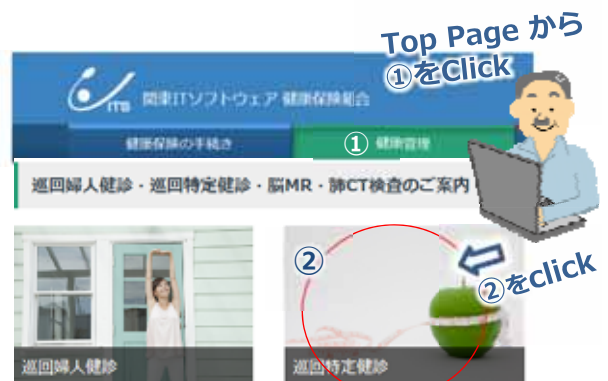 Top Page から
①をClick
ITS 関東ITソフトウェア 健康保険組合
健康保険の手続き ① 健康管理
巡回婦人健診・巡回特定健診・脳MR・肺CT検査のご案内
②
②をclick
巡回婦人健診 巡回特定健診